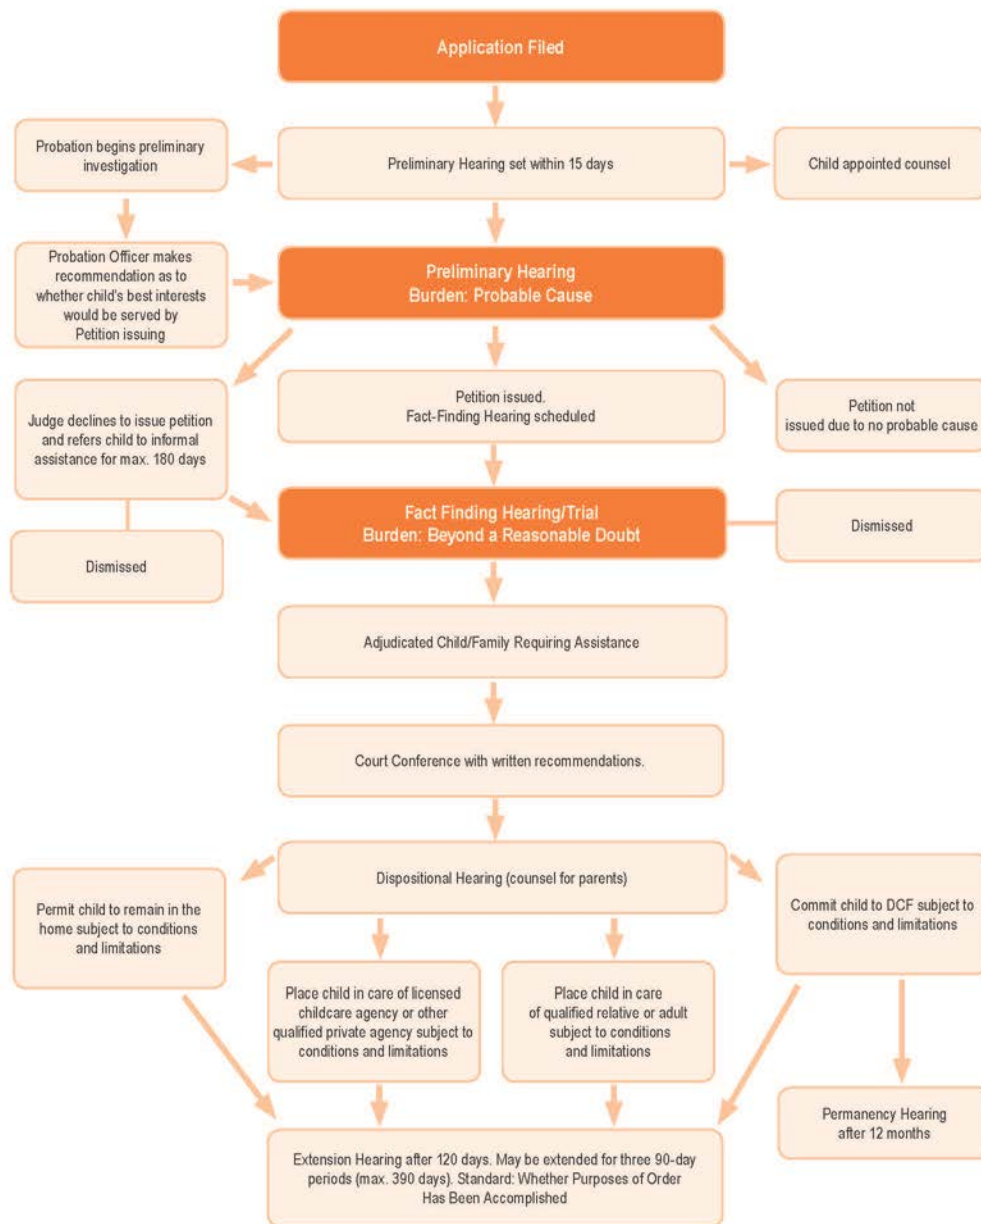 Application Filed
Probation begins preliminary
investigation
Preliminary Hearing set within 15 days
Child appointed counsel
Probation Officer makes
recommendation as to
whether child's best interests
would be served by
Petition issuing
Preliminary Hearing
Burden: Probable Cause
Judge declines to issue petition
and refers child to informal
assistance for max. 180 days
Petition issued.
Fact-Finding Hearing scheduled
Petition not
issued due to no probable cause
Fact Finding Hearing/Trial
Burden: Beyond a Reasonable Doubt
Dismissed
Dismissed
Adjudicated Child/Family Requiring Assistance
Court Conference with written recommendations.
Dispositional Hearing (counsel for parents)
Permit child to remain in the
home subject to conditions
and limitations
Commit child to DCF subject to
conditions and limitations
Place child in care of licensed
childcare agency or other
qualified private agency subject to
conditions and limitations
Place child in care
of qualified relative or adult
subject to conditions
and limitations
Permanency Hearing
after 12 months
Extension Hearing after 120 days. May be extended for three 90-day
periods (max. 390 days). Standard: Whether Purposes of Order
Has Been Accomplished